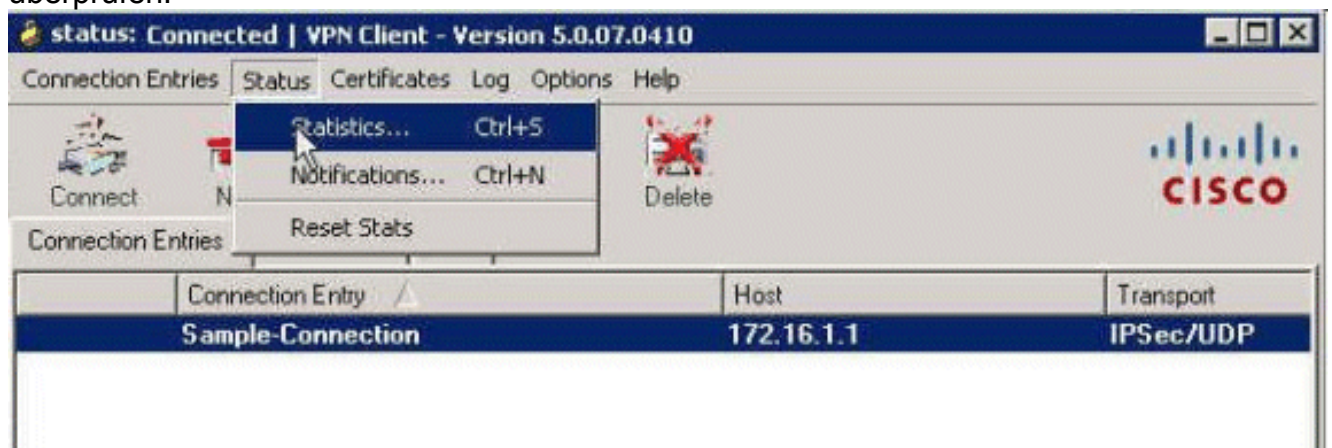 überprüfen.
status: Connected | VPN Client - Version 5.0.07.0410
Connection Entries Status Certificates Log Options Help
Statistics... Ctrl+S
Notifications... Ctrl+N
Reset Stats
Connect N Delete
CISCO
Connection Entries
Connection Entry Host Transport
Sample-Connection 172.16.1.1 IPSec/UDP